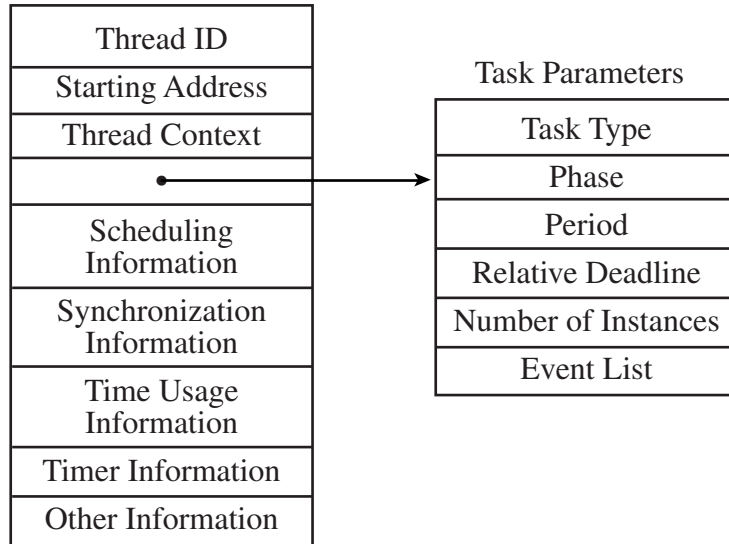 Thread ID
Starting Address
Thread Context
Scheduling
Information
Synchronization
Information
Time Usage
Information
Timer Information
Other Information
Task Parameters
Task Type
Phase
Period
Relative Deadline
Number of Instances
Event List